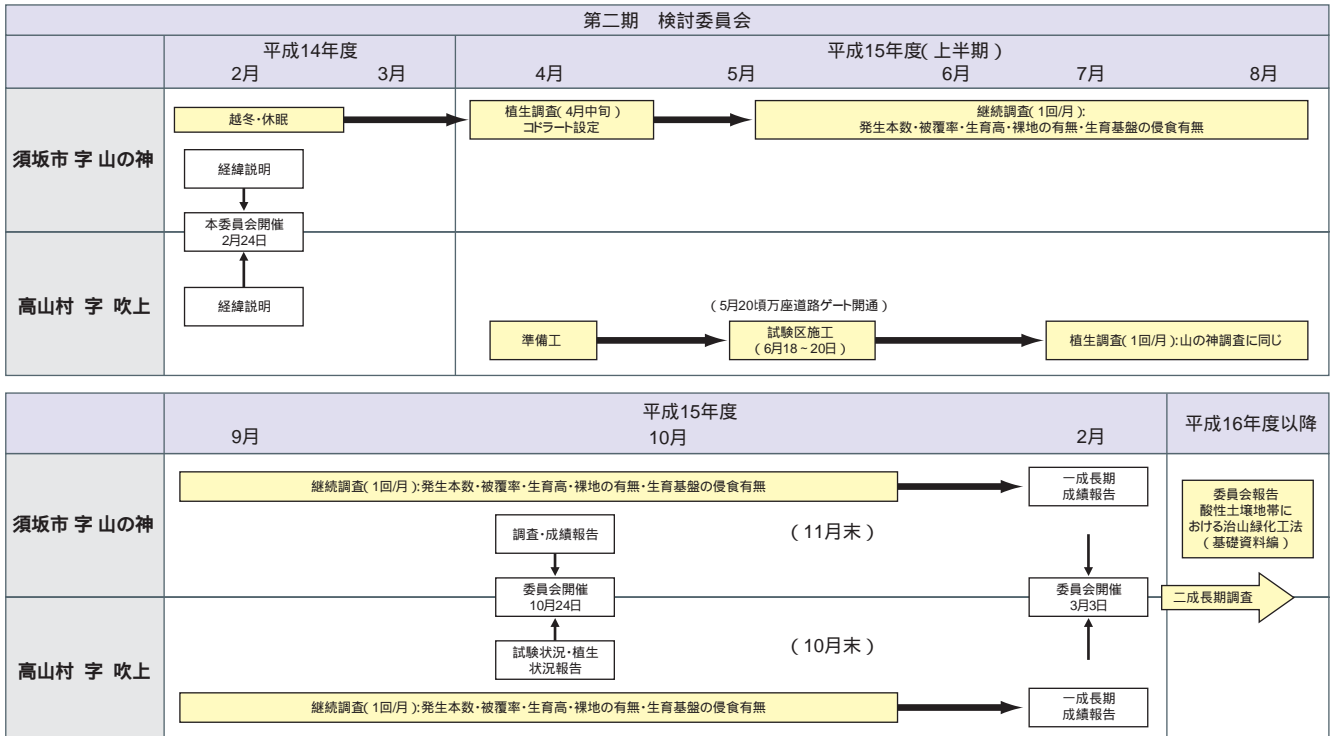 第二期 検討委員会
平成14年度
平成15年度(上半期)
2月 3月 4月 5月 6月 7月 8月
須坂市 字 山の神
越冬・休眠
植生調査(4月中旬)
コドラート設定
継続調査(1回/月):
発生本数・被覆率・生育高・裸地の有無・生育基盤の侵食有無
経緯説明
本委員会開催
2月24日
高山村 字 吹上
経緯説明
(5月20頃万座道路ゲート開通)
準備工
試験区施工
(6月18~20日)
植生調査(1回/月):山の神調査に同じ
平成15年度
平成16年度以降
9月 10月 2月
須坂市 字 山の神
継続調査(1回/月):発生本数・被覆率・生育高・裸地の有無・生育基盤の侵食有無
一成長期
成績報告
委員会報告
酸性土壌地帯に
おける治山緑化工法
(基礎資料編)
調査・成績報告
(11月末)
委員会開催
10月24日
委員会開催
3月3日
二成長期調査
高山村 字 吹上
試験状況・植生
状況報告
(10月末)
継続調査(1回/月):発生本数・被覆率・生育高・裸地の有無・生育基盤の侵食有無
一成長期
成績報告